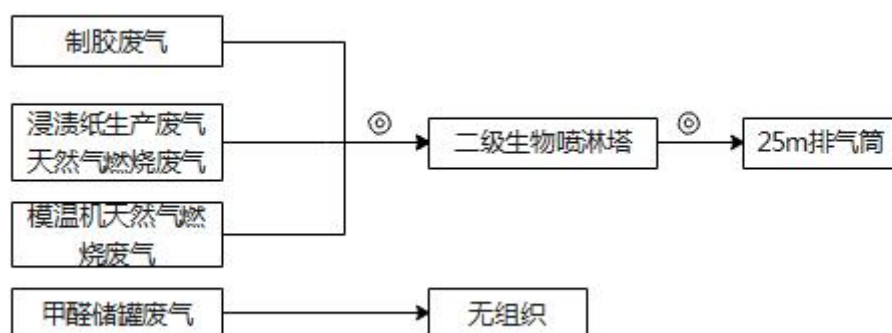 制胶废气
浸渍纸生产废气
天然气燃烧废气
◎
二级生物喷淋塔
◎
25m排气筒
模温机天然气燃
烧废气
甲醛储罐废气
无组织